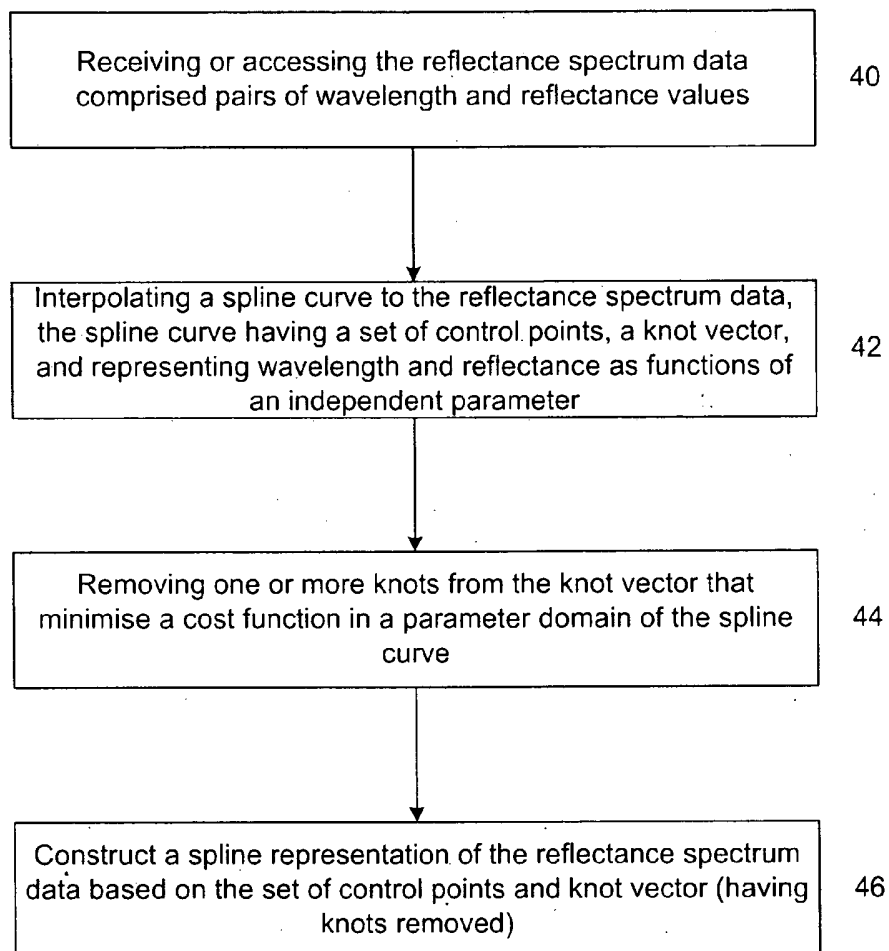 Receiving or accessing the reflectance spectrum data
comprised pairs of wavelength and reflectance values
40
Interpolating a spline curve to the reflectance spectrum data,
the spline curve having a set of control points, a knot vector,
and representing wavelength and reflectance as functions of
an independent parameter
42
Removing one or more knots from the knot vector that
minimise a cost function in a parameter domain of the spline
curve
44
Construct a spline representation of the reflectance spectrum
data based on the set of control points and knot vector (having
knots removed)
46